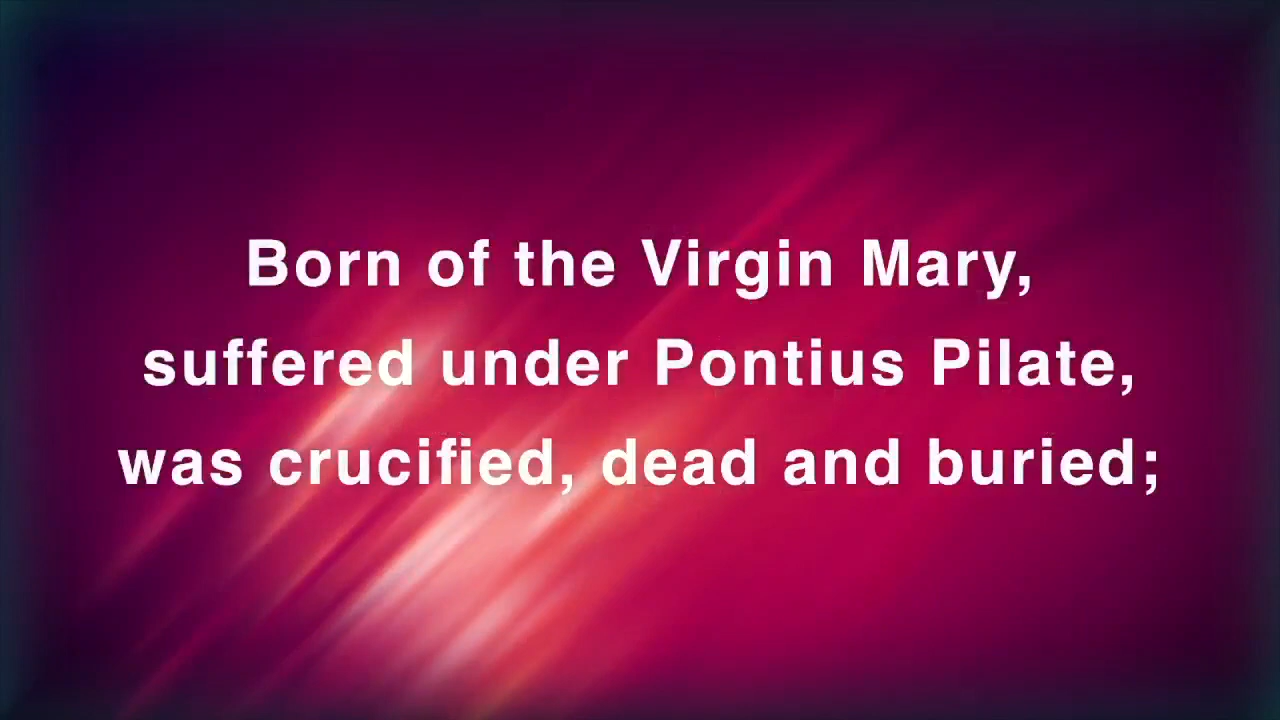 Born of the Virgin Mary,
suffered under Pontius Pilate,
was crucified, dead and buried;